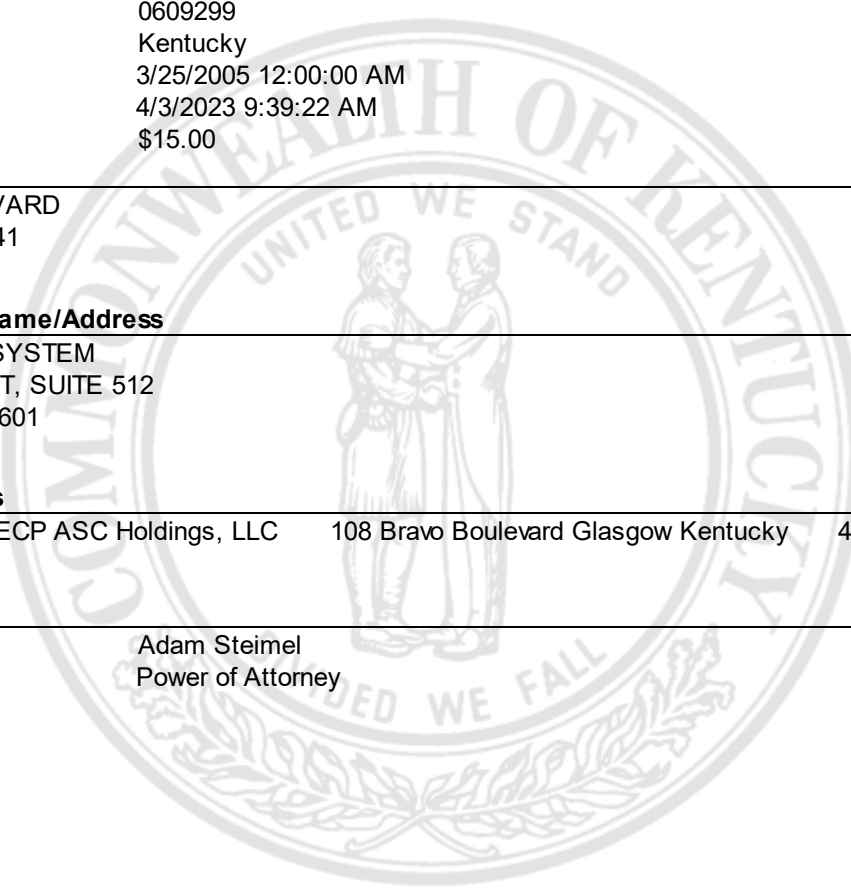 0609299
Kentucky
3/25/2005 12:00:00 AM
4/3/2023 9:39:22 AM
$15.00
VARD
41
ame/Address
SYSTEM
T, SUITE 512
601
s
ECP ASC Holdings, LLC 108 Bravo Boulevard Glasgow Kentucky 4
Adam Steimel
Power of Attorney
COMMONWEALTH OF KENTUCKY
UNITED WE STAND
DIVIDED WE FALL